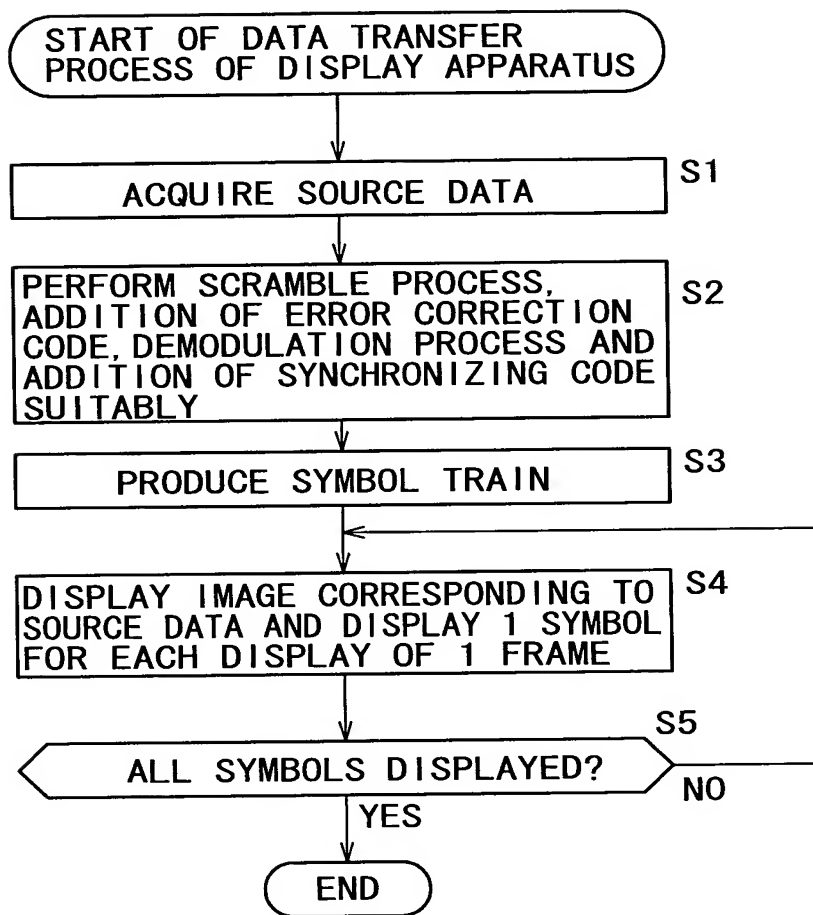 START OF DATA TRANSFER
PROCESS OF DISPLAY APPARATUS
ACQUIRE SOURCE DATA
S1
PERFORM SCRAMBLE PROCESS,
ADDITION OF ERROR CORRECTION
CODE, DEMODULATION PROCESS AND
ADDITION OF SYNCHRONIZING CODE
SUITABLY
S2
PRODUCE SYMBOL TRAIN
S3
DISPLAY IMAGE CORRESPONDING TO
SOURCE DATA AND DISPLAY 1 SYMBOL
FOR EACH DISPLAY OF 1 FRAME
S4
S5
ALL SYMBOLS DISPLAYED?
NO
YES
END